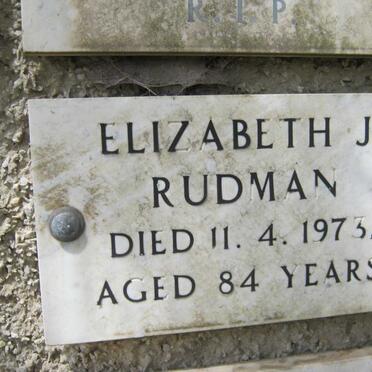 R.I.P.
ELIZABETH J
RUDMAN
DIED 11. 4. 1973,
AGED 84 YEARS